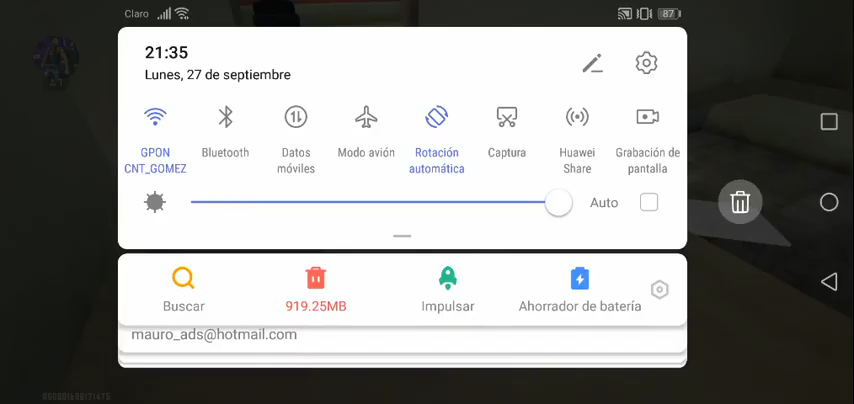 Claro
87
21:35
Lunes, 27 de septiembre
GPON
CNT_GOMEZ
Bluetooth
Datos
móviles
Modo avión
Rotación
automática
Captura
Huawei
Share
Grabación de
pantalla
Auto
Buscar
919.25MB
Impulsar
Ahorrador de batería
mauro_ads@hotmail.com